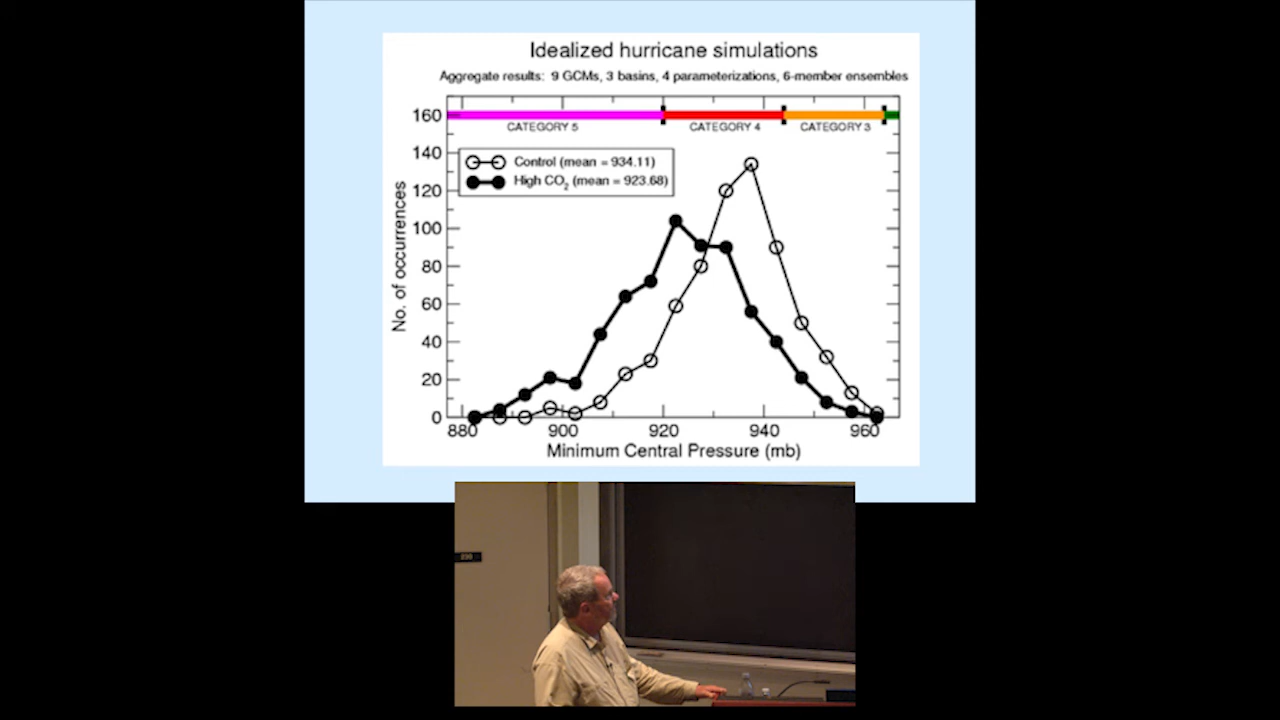 Idealized hurricane simulations
Aggregate results: 9 GCMs, 3 basins, 4 parameterizations, 6-member ensembles
CATEGORY 5 CATEGORY 4 CATEGORY 3
Control (mean = 934.11)
High CO2 (mean = 923.68)
No. of occurrences
160
140
120
100
80
60
40
20
0
880 900 920 940 960
Minimum Central Pressure (mb)
230